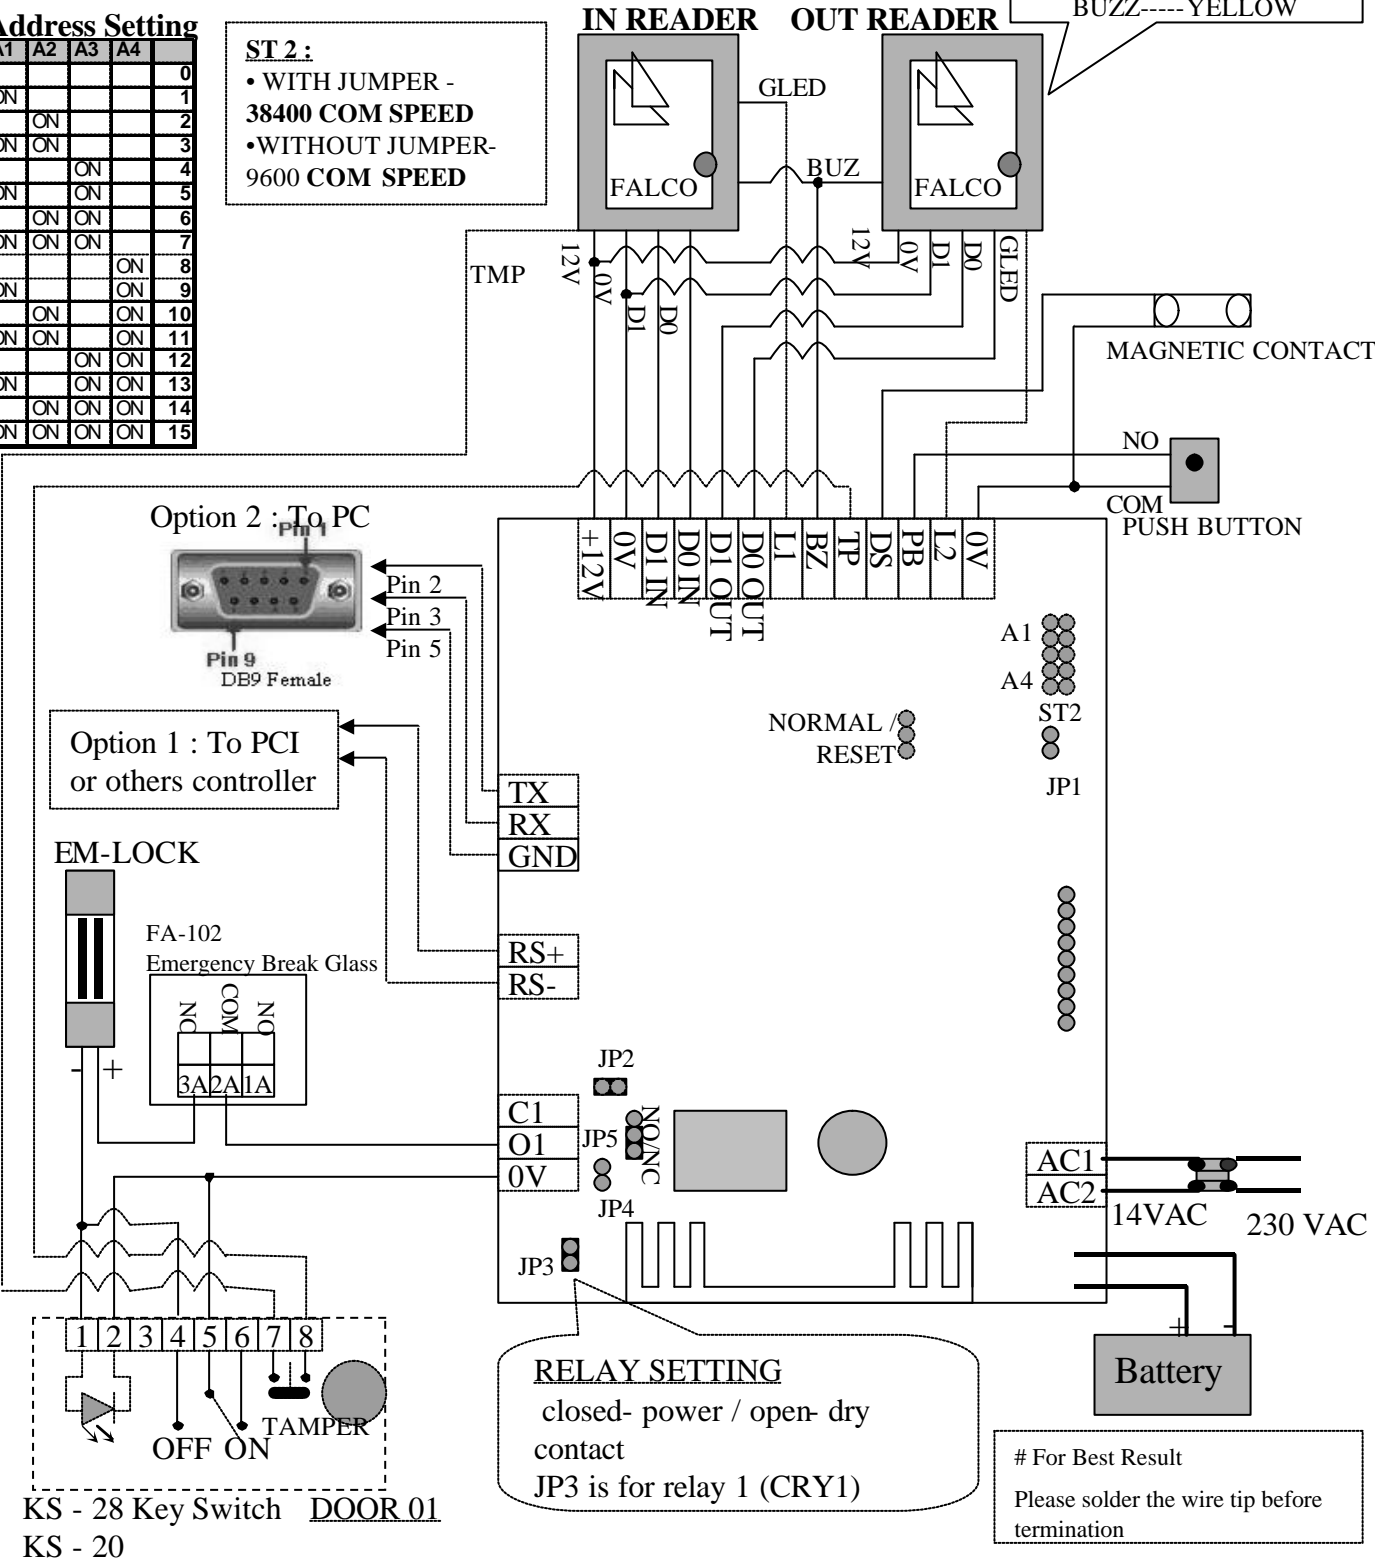 BUZZ-----YELLOW
IN READER OUT READER
Address Setting
A1 A2 A3 A4
0
ON 1
ON 2
ON ON 3
ON 4
ON ON 5
ON ON 6
ON ON ON 7
ON 8
ON ON 9
ON ON 10
ON ON ON 11
ON ON 12
ON ON ON 13
ON ON ON 14
ON ON ON ON 15
ST 2 :
• WITH JUMPER -
38400 COM SPEED
•WITHOUT JUMPER-
9600 COM SPEED
GLED
BUZ
FALCO
FALCO
TMP
12V
0V
D1
D0
12V
0V
D1
D0
GLED
MAGNETIC CONTACT
NO
COM
PUSH BUTTON
Option 2 : To PC
Pin 1
Pin 2
Pin 3
Pin 5
Pin 9
DB9 Female
+12V
0V
D1 IN
D0 IN
D1 OUT
D0 OUT
L1
BZ
TP
DS
PB
L2
0V
A1
A4
ST2
JP1
NORMAL /
RESET
Option 1 : To PCI
or others controller
TX
RX
GND
EM-LOCK
- +
FA-102
Emergency Break Glass
NC COM NO
3A 2A 1A
RS+
RS-
JP2
C1
O1
0V
JP5
NO/NC
JP4
JP3
AC1
AC2
14VAC
230 VAC
+ -
Battery
1 2 3 4 5 6 7 8
OFF ON
TAMPER
KS - 28 Key Switch DOOR 01
KS - 20
RELAY SETTING
closed- power / open- dry
contact
JP3 is for relay 1 (CRY1)
# For Best Result
Please solder the wire tip before
termination